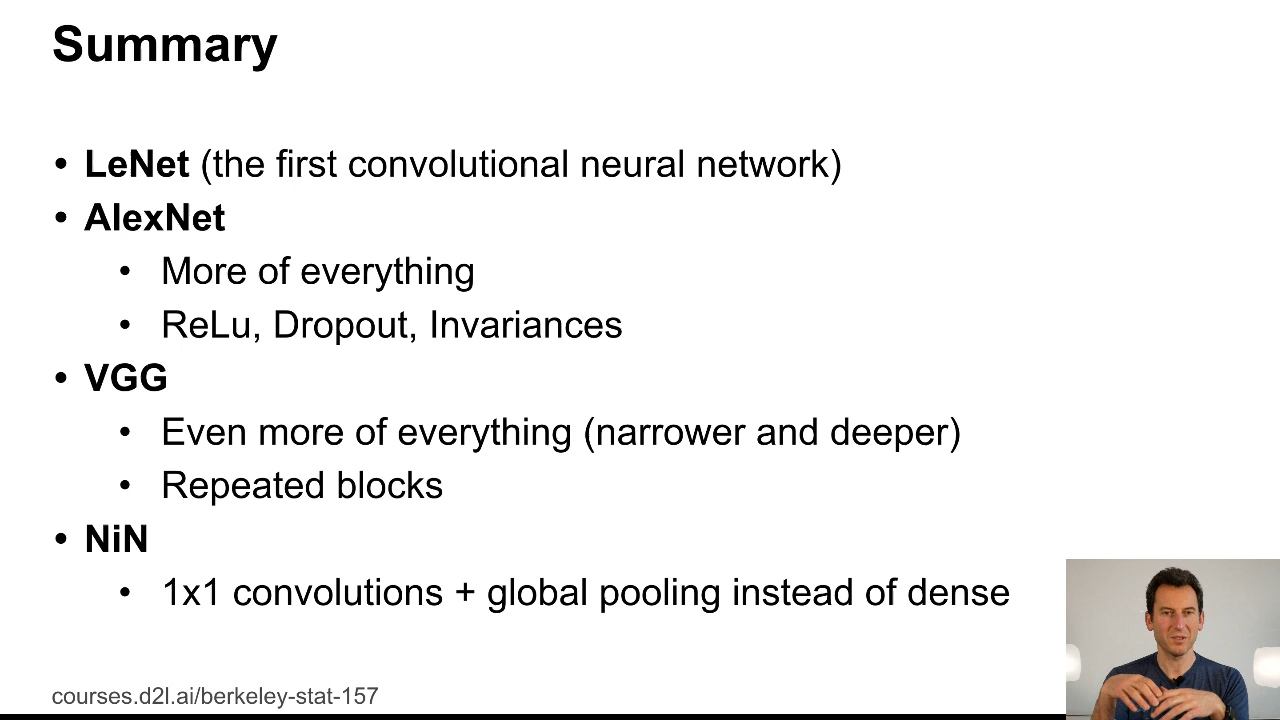 Summary
• LeNet (the first convolutional neural network)
• AlexNet
• More of everything
• ReLu, Dropout, Invariances
• VGG
• Even more of everything (narrower and deeper)
• Repeated blocks
• NiN
• 1x1 convolutions + global pooling instead of dense
courses.d2l.ai/berkeley-stat-157